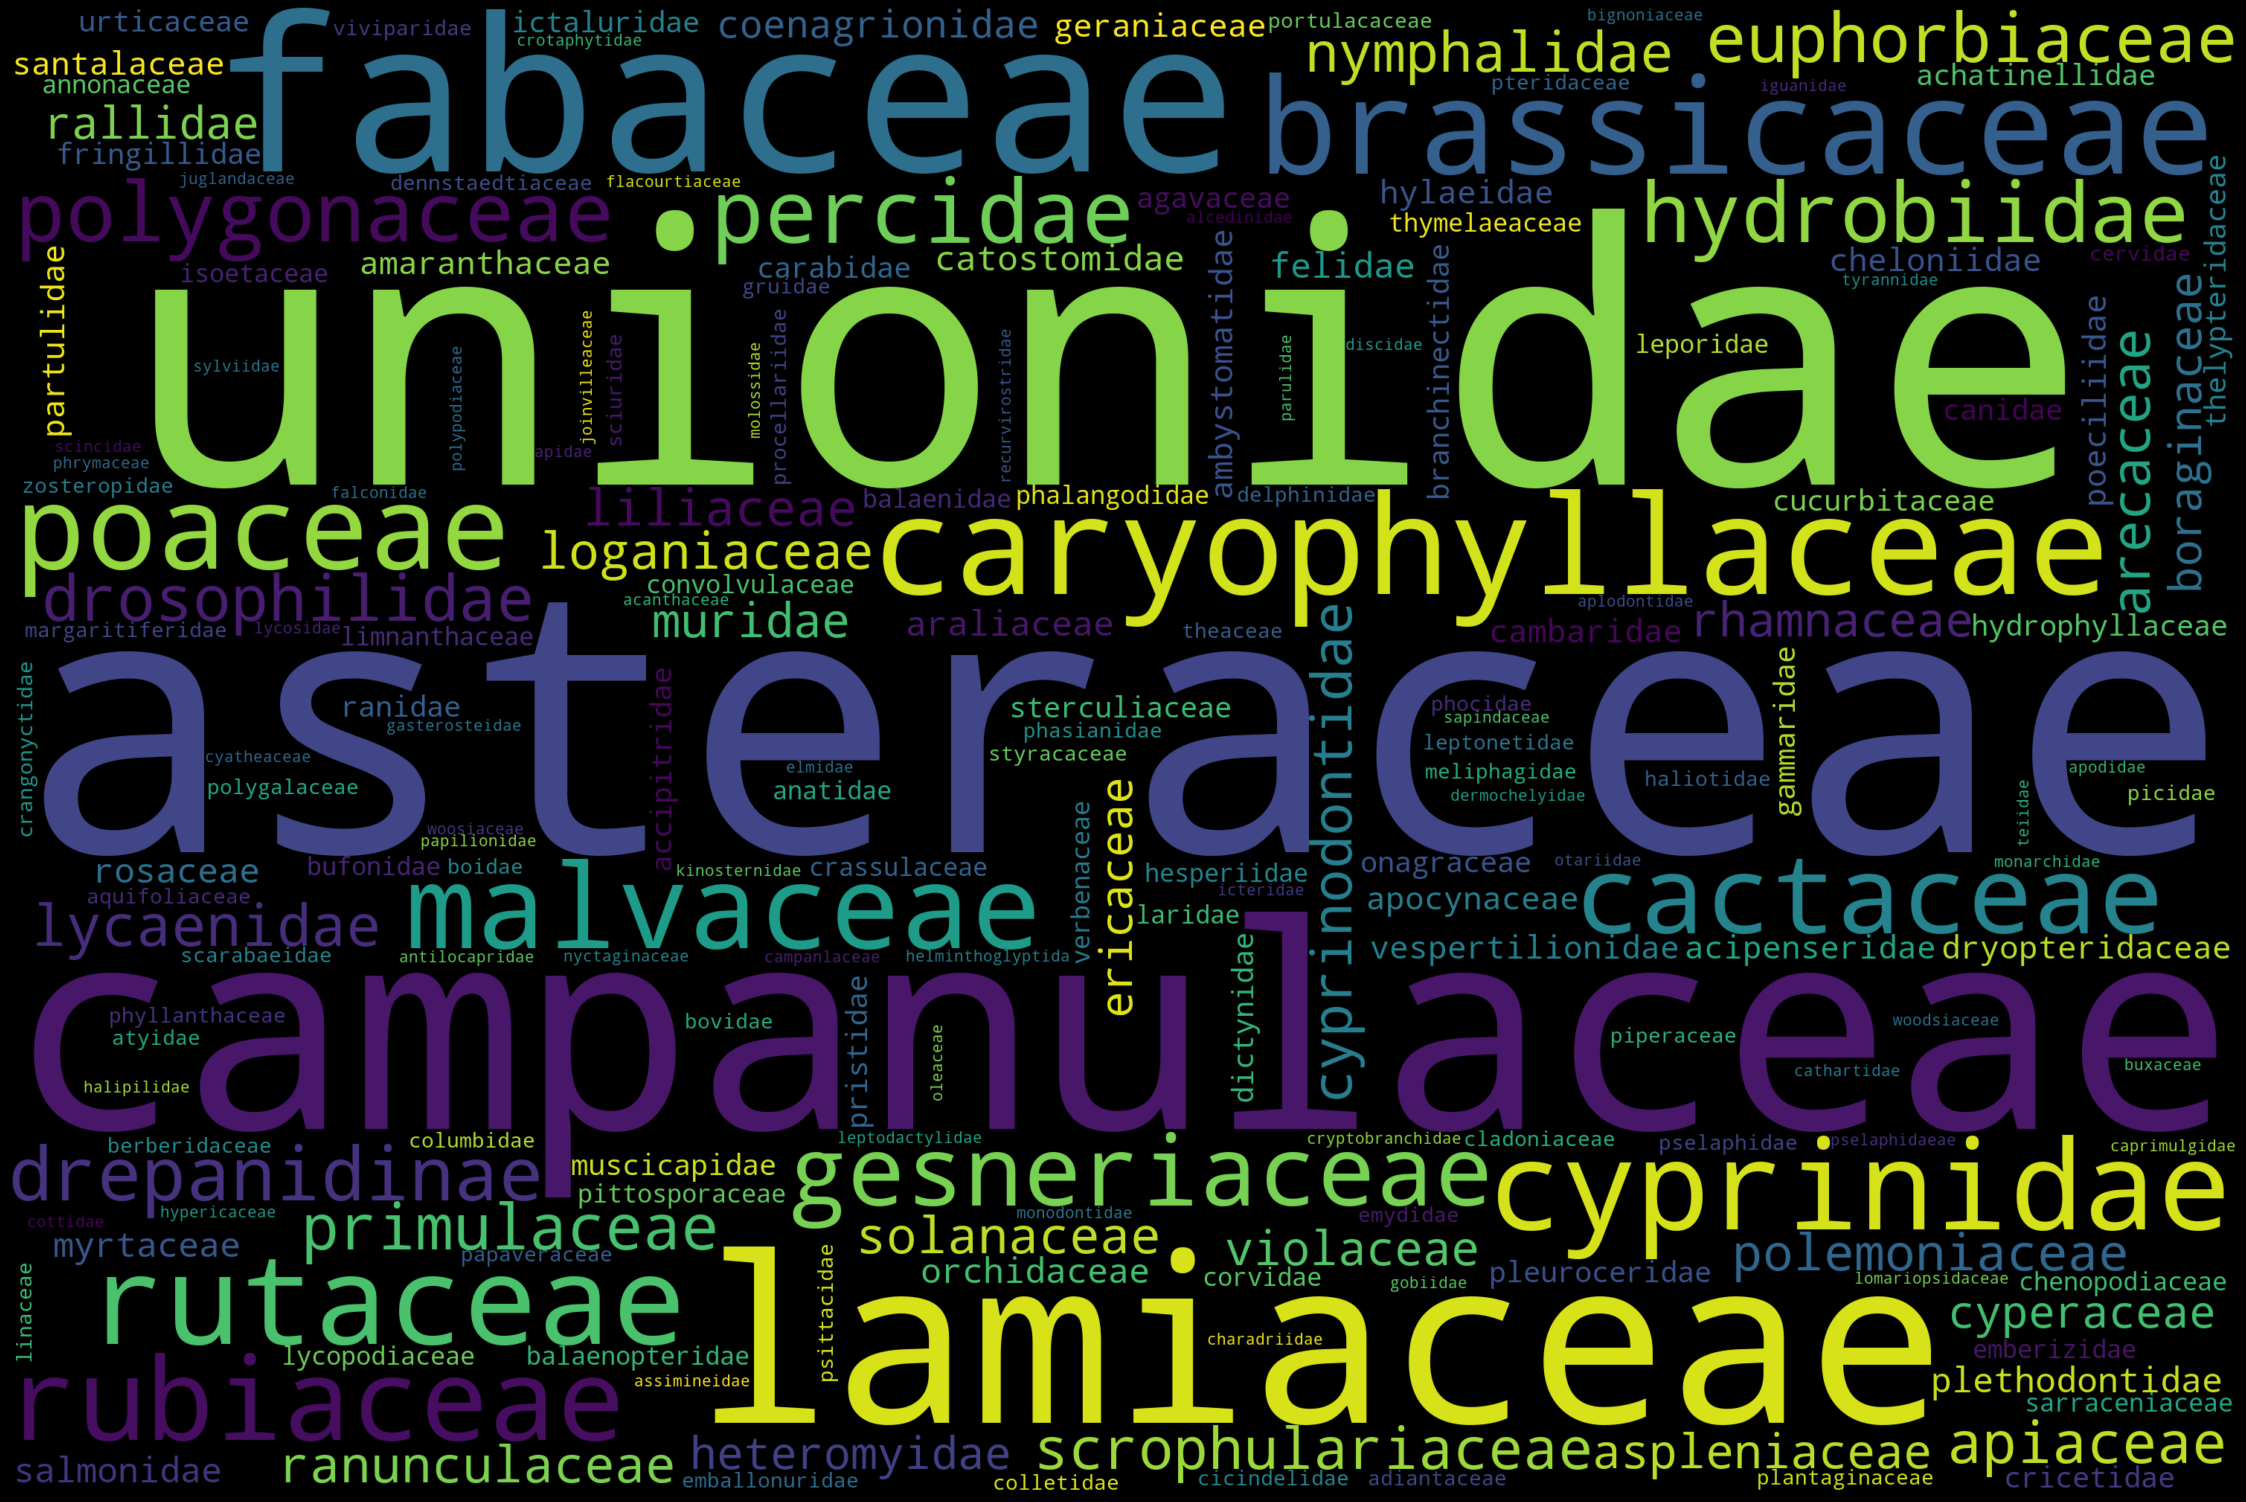 urticaceae
viviparidae
ictaluridae
crotaphytidae
coenagrionidae
geraniaceae
portulacaceae
bignoniaceae
nymphalidae
euphorbiaceae
santalaceae
annonaceae
fabaceae
pteridaceae
iguanidae
achatinellidae
rallidae
fringillidae
brassicaceae
juglandaceae
dennstaedtiaceae
flacourtiaceae
polygonaceae
percidae
agavaceae
alcedinidae
hylaeidae
thymelaeaceae
hydrobiidae
thelypteridaceae
partulidae
isoetaceae
amaranthaceae
carabidae
gruidae
catostomidae
ambystomatidae
felidae
branchinectidae
cheloniidae
cervidae
tyrannidae
poeciliidae
boraginaceae
arecaceae
unionidae
sylviidae
polypodiaceae
joinvilleaceae
sciuridae
molossidae
procellariidae
recurvirostridae
parulidae
discidae
leporidae
canidae
scincidae
phrymaceae
apidae
zosteropidae
falconidae
poaceae
liliaceae
balaenidae
phalangodidae
delphinidae
cucurbitaceae
loganiaceae
caryophyllaceae
drosophilidae
convolvulaceae
acanthaceae
muridae
araliaceae
theaceae
aplodontidae
cambaridae
rhamnaceae
hydrophyllaceae
margaritiferidae
lycosidae
limnanthaceae
asteraceae
crangonyctidae
ranidae
gasterosteidae
cyatheaceae
polygalaceae
accipitridae
sterculiaceae
phasianidae
styracaceae
elmidae
anatidae
cyprinodontidae
phocidae
sapindaceae
leptonetidae
meliphagidae
dermochelyidae
haliotidae
gammaridae
apodidae
picidae
teiidae
woosiaceae
papilionidae
rosaceae
bufonidae
boidae
kinosternidae
crassulaceae
verbenaceae
ericaceae
hesperiidae
icteridae
onagraceae
otariidae
monarchidae
aquifoliaceae
lycaenidae
malvaceae
laridae
apocynaceae
cactaceae
scarabaeidae
antilocapridae
nyctaginaceae
campanlaceae
helminthoglyptida
vespertilionidae
acipenseridae
dryopteridaceae
campanulaceae
phyllanthaceae
atyidae
bovidae
pristidae
oleaceae
dictynidae
piperaceae
woodsiaceae
cathartidae
buxaceae
halipilidae
berberidaceae
columbidae
leptodactylidae
cryptobranchidae
cladoniaceae
pselaphidae
pselaphidaeae
caprimulgidae
drepanidinae
muscicapidae
pittosporaceae
gesneriaceae
cyprinidae
hypericaceae
cottidae
myrtaceae
primulaceae
papaveraceae
monodontidae
solanaceae
orchidaceae
emydidae
violaceae
corvidae
gobiidae
pleuroceridae
polemoniaceae
lomariopsidaceae
chenopodiaceae
linaceae
rutaceae
psittacidae
lamiaceae
charadriidae
cyperaceae
emberizidae
lycopodiaceae
balaenopteridae
assimineidae
rubiaceae
plethodontidae
sarraceniaceae
salmonidae
ranunculaceae
heteromyidae
emballonuridae
scrophulariaceae
colletidae
cicindelidae
adiantaceae
aspleniaceae
plantaginaceae
apiaceae
cricetidae